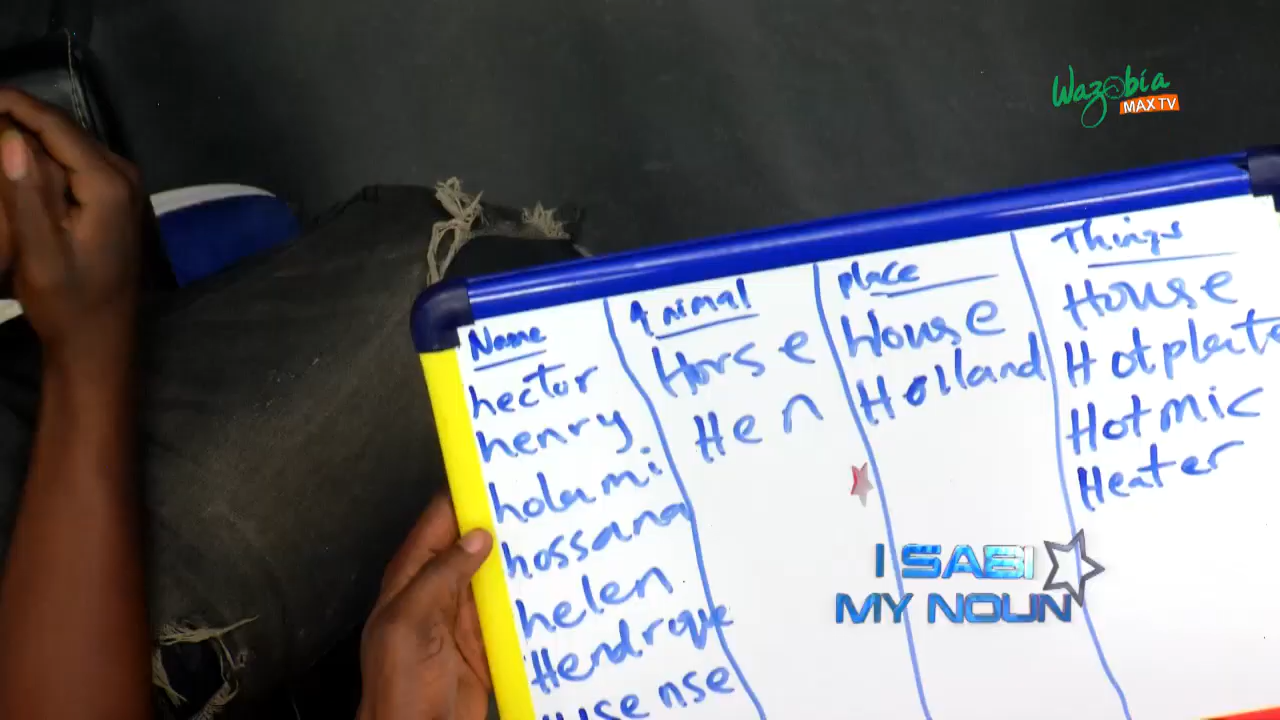 Wazobia
MAX TV
Name
hector
henry
holami
hossana
helen
Hendrique
Animal
Horse
Hen
place
House
Holland
Things
House
Hotplate
Hotmic
Heater
I SABI
MY NOUN